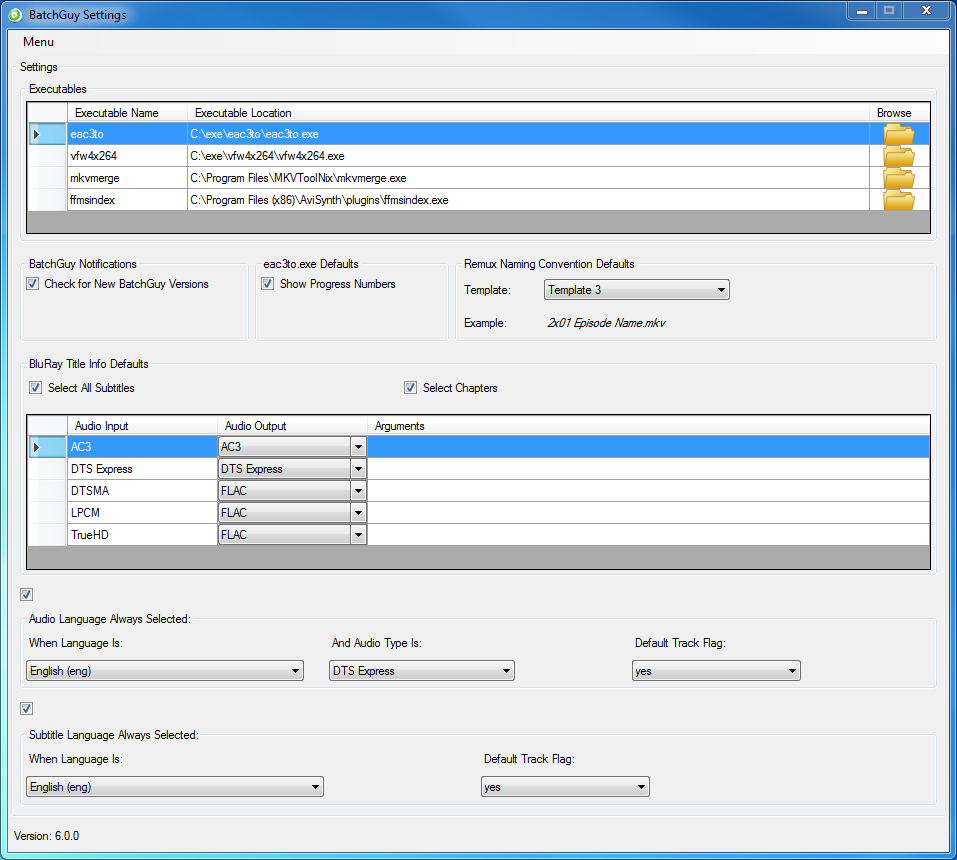 BatchGuy Settings
Menu
Settings
Executables
Executable Name Executable Location Browse
eac3to C:\exe\eac3to\eac3to.exe
vfw4x264 C:\exe\vfw4x264\vfw4x264.exe
mkvmerge C:\Program Files\MKVToolNix\mkvmerge.exe
ffmsindex C:\Program Files (x86)\AviSynth\plugins\ffmsindex.exe
BatchGuy Notifications eac3to.exe Defaults Remux Naming Convention Defaults
Check for New BatchGuy Versions Show Progress Numbers Template: Template 3
Example: 2x01 Episode Name.mkv
BluRay Title Info Defaults
Select All Subtitles Select Chapters
Audio Input Audio Output Arguments
AC3 AC3
DTS Express DTS Express
DTSMA FLAC
LPCM FLAC
TrueHD FLAC
Audio Language Always Selected:
When Language Is: And Audio Type Is: Default Track Flag:
English (eng) DTS Express yes
Subtitle Language Always Selected:
When Language Is: Default Track Flag:
English (eng) yes
Version: 6.0.0